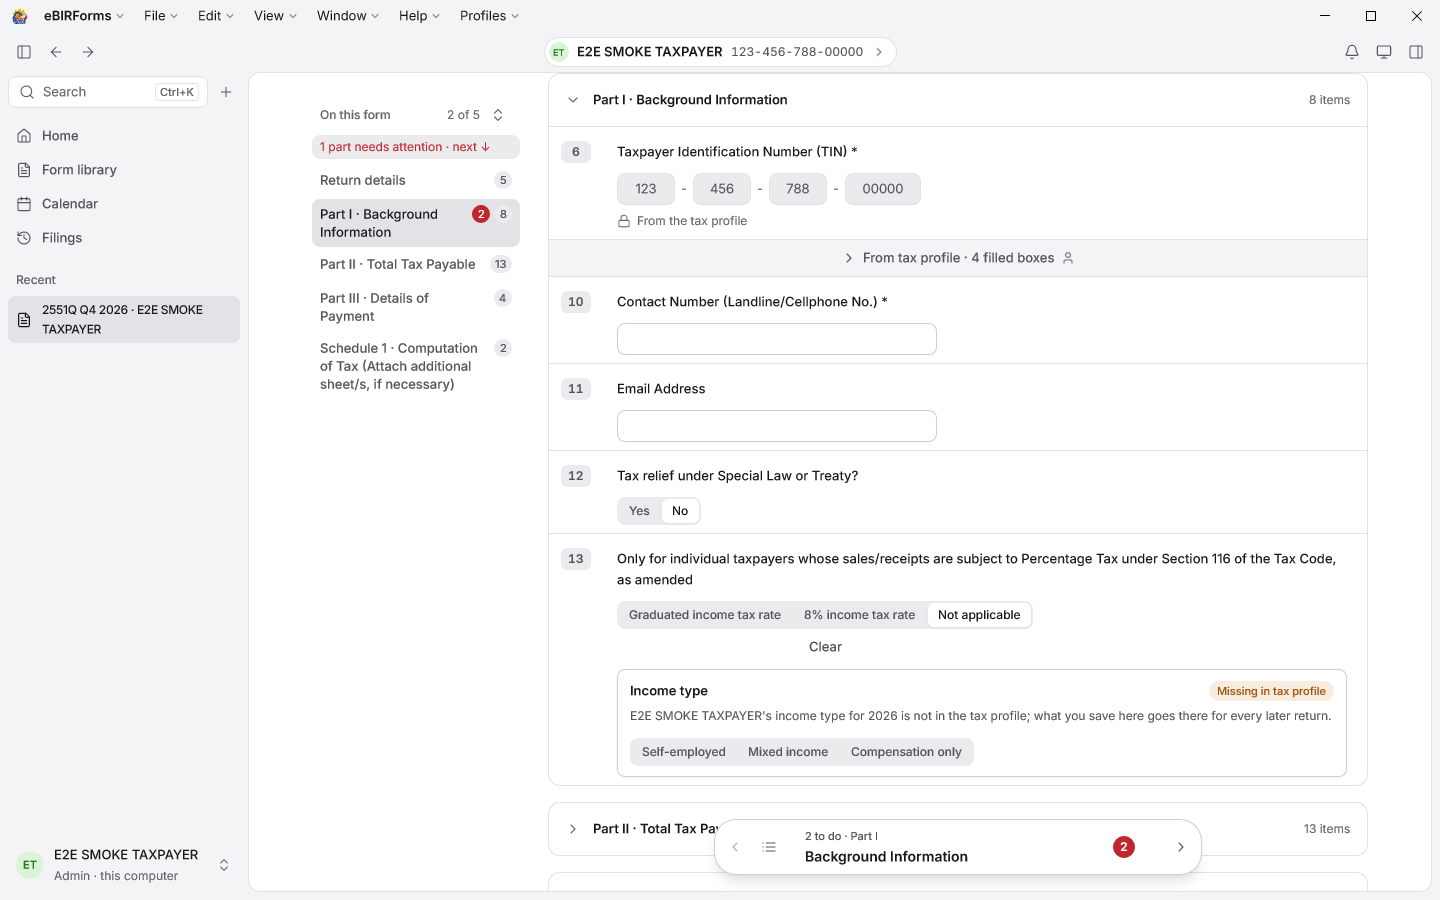 eBIRForms File Edit View Window Help Profiles
ET E2E SMOKE TAXPAYER 123-456-788-00000
Search Ctrl+K
Home
Form library
Calendar
Filings
Recent
2551Q Q4 2026 · E2E SMOKE
TAXPAYER
ET E2E SMOKE TAXPAYER
Admin · this computer
On this form 2 of 5
1 part needs attention · next ↓
Return details 5
Part I · Background 2 8
Information
Part II · Total Tax Payable 13
Part III · Details of 4
Payment
Schedule 1 · Computation 2
of Tax (Attach additional
sheet/s, if necessary)
Part I · Background Information 8 items
6 Taxpayer Identification Number (TIN) *
123 - 456 - 788 - 00000
From the tax profile
From tax profile · 4 filled boxes
10 Contact Number (Landline/Cellphone No.) *
11 Email Address
12 Tax relief under Special Law or Treaty?
Yes No
13 Only for individual taxpayers whose sales/receipts are subject to Percentage Tax under Section 116 of the Tax Code,
as amended
Graduated income tax rate 8% income tax rate Not applicable
Clear
Income type Missing in tax profile
E2E SMOKE TAXPAYER's income type for 2026 is not in the tax profile; what you save here goes there for every later return.
Self-employed Mixed income Compensation only
Part II · Total Tax 13 items
2 to do · Part I
Background Information 2